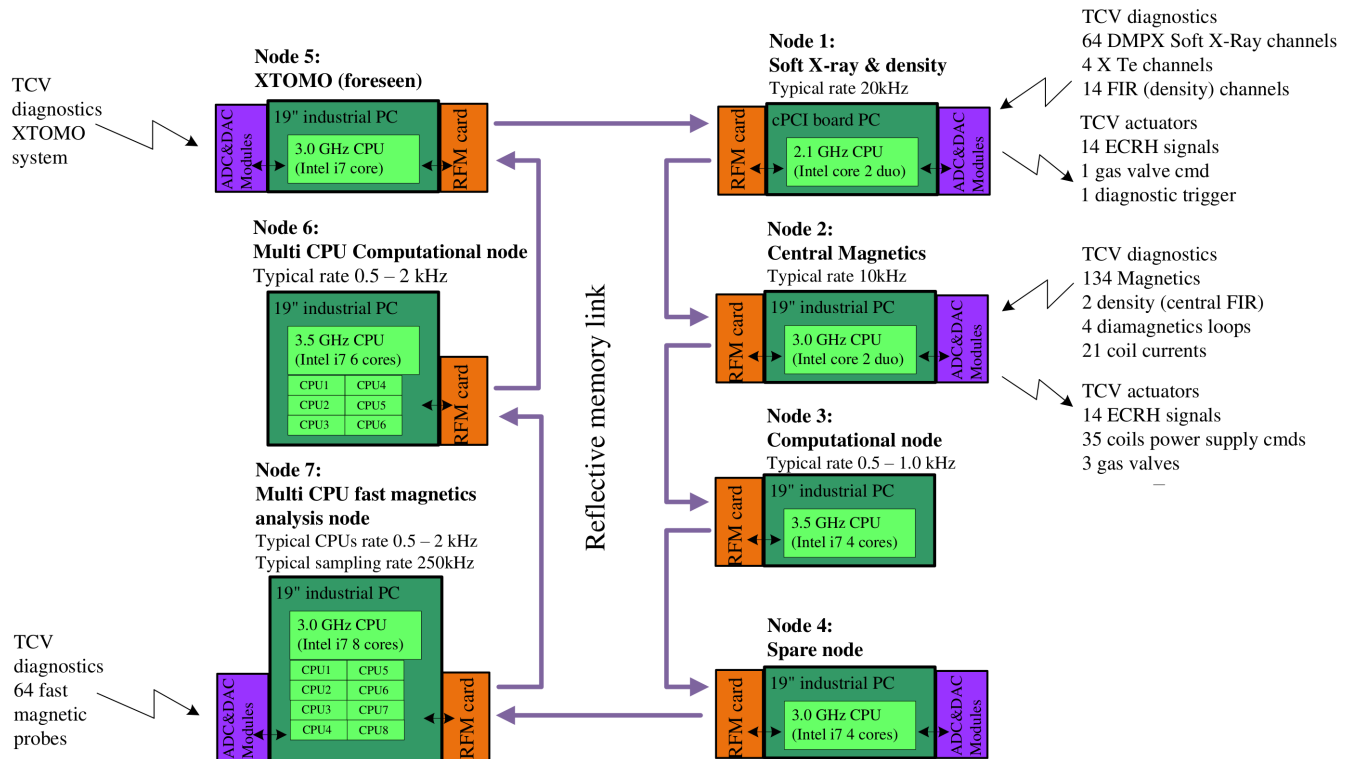 Node 5:
XTOMO (foreseen)
TCV
diagnostics
XTOMO
system
ADC&DAC
Modules
19" industrial PC
3.0 GHz CPU
(Intel i7 core)
RFM card
Node 6:
Multi CPU Computational node
Typical rate 0.5 – 2 kHz
19" industrial PC
3.5 GHz CPU
(Intel i7 6 cores)
CPU1 CPU4
CPU2 CPU5
CPU3 CPU6
RFM card
Node 7:
Multi CPU fast magnetics
analysis node
Typical CPUs rate 0.5 – 2 kHz
Typical sampling rate 250kHz
TCV
diagnostics
64 fast
magnetic
probes
ADC&DAC
Modules
19" industrial PC
3.0 GHz CPU
(Intel i7 8 cores)
CPU1 CPU5
CPU2 CPU6
CPU3 CPU7
CPU4 CPU8
RFM card
Reflective memory link
Node 1:
Soft X-ray & density
Typical rate 20kHz
RFM card
cPCI board PC
2.1 GHz CPU
(Intel core 2 duo)
ADC&DAC
Modules
TCV diagnostics
64 DMPX Soft X-Ray channels
4 X Te channels
14 FIR (density) channels
TCV actuators
14 ECRH signals
1 gas valve cmd
1 diagnostic trigger
Node 2:
Central Magnetics
Typical rate 10kHz
RFM card
19" industrial PC
3.0 GHz CPU
(Intel core 2 duo)
ADC&DAC
Modules
TCV diagnostics
134 Magnetics
2 density (central FIR)
4 diamagnetics loops
21 coil currents
TCV actuators
14 ECRH signals
35 coils power supply cmds
3 gas valves
Node 3:
Computational node
Typical rate 0.5 – 1.0 kHz
RFM card
19" industrial PC
3.5 GHz CPU
(Intel i7 4 cores)
Node 4:
Spare node
RFM card
19" industrial PC
3.0 GHz CPU
(Intel i7 4 cores)
ADC&DAC
Modules